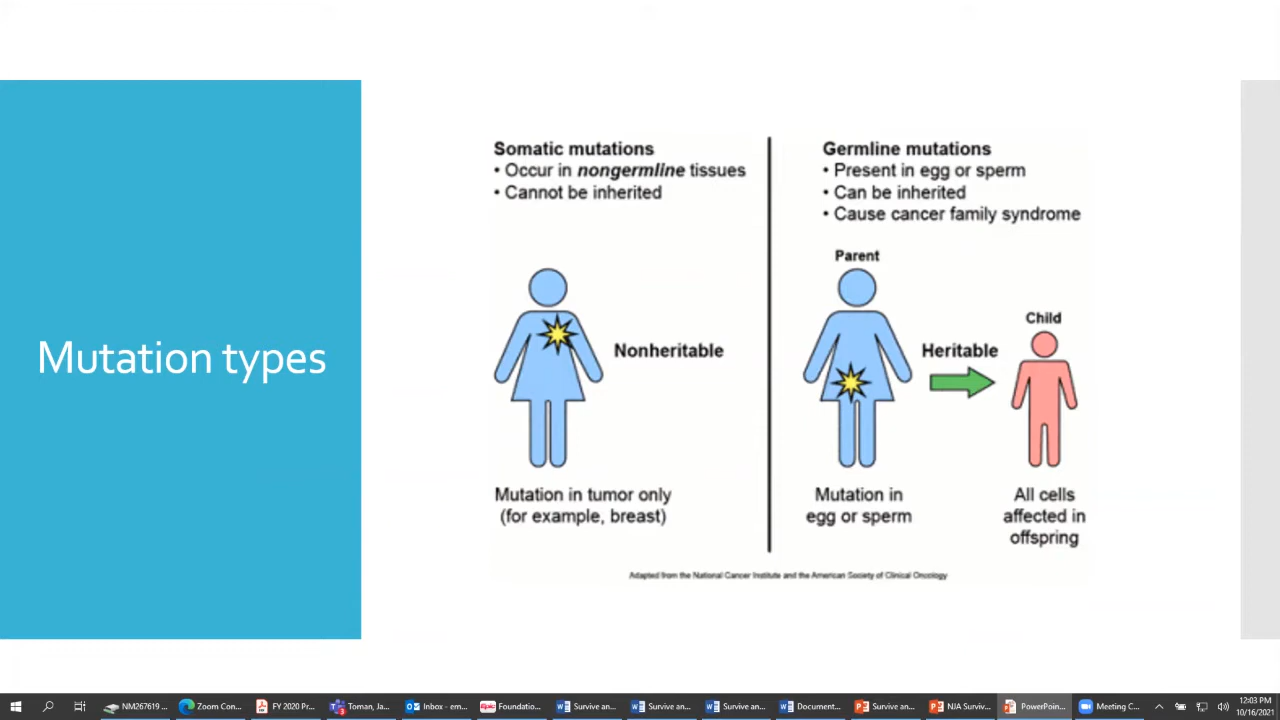 Mutation types
Somatic mutations
• Occur in nongermline tissues
• Cannot be inherited
Nonheritable
Mutation in tumor only
(for example, breast)
Germline mutations
• Present in egg or sperm
• Can be inherited
• Cause cancer family syndrome
Parent
Child
Heritable
Mutation in
egg or sperm
All cells
affected in
offspring
Adapted from the National Cancer Institute and the American Society of Clinical Oncology
NM267619 ...
Zoom Con...
FY 2020 Pr...
Toman, Ja...
Inbox - em...
Epic
Foundatio...
Survive an...
Survive an...
Survive an...
Document...
Survive an...
NJA Surviv...
PowerPoin...
Meeting C...
12:03 PM
10/16/2021